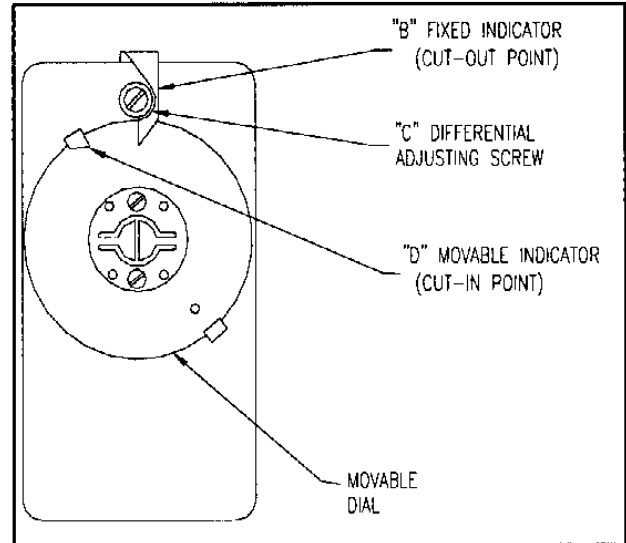 "B" FIXED INDICATOR
(CUT-OUT POINT)
"C" DIFFERENTIAL
ADJUSTING SCREW
"D" MOVABLE INDICATOR
(CUT-IN POINT)
MOVABLE
DIAL